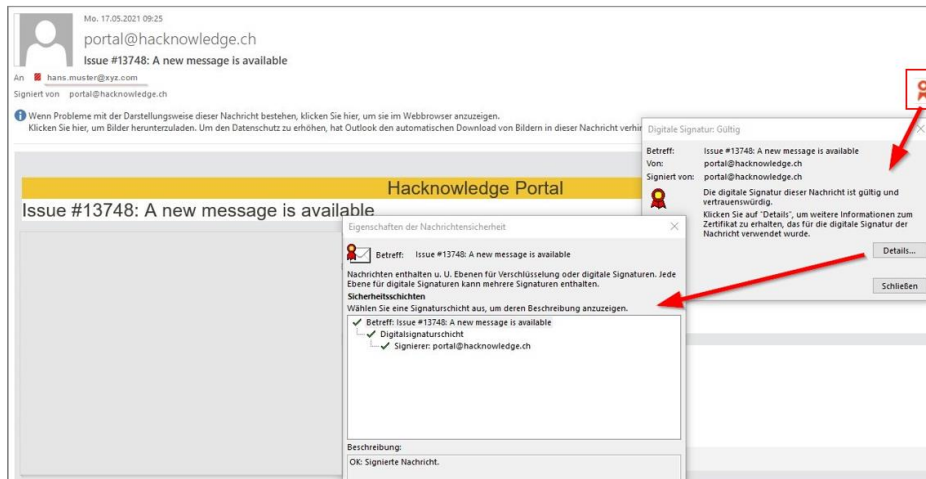 Mo. 17.05.2021 09:25
portal@hacknowledge.ch
Issue #13748: A new message is available
An hans.muster@xyz.com
Signiert von portal@hacknowledge.ch
Wenn Probleme mit der Darstellungsweise dieser Nachricht bestehen, klicken Sie hier, um sie im Webbrowser anzuzeigen.
Klicken Sie hier, um Bilder herunterzuladen. Um den Datenschutz zu erhöhen, hat Outlook den automatischen Download von Bildern in dieser Nachricht verhin
Hacknowledge Portal
Issue #13748: A new message is available
Digitale Signatur: Gültig
Betreff: Issue #13748: A new message is available
Von: portal@hacknowledge.ch
Signiert von: portal@hacknowledge.ch
Die digitale Signatur dieser Nachricht ist gültig und
vertrauenswürdig.
Klicken Sie auf "Details", um weitere Informationen zum
Zertifikat zu erhalten, das für die digitale Signatur der
Nachricht verwendet wurde.
Details...
Schließen
Eigenschaften der Nachrichtensicherheit
Betreff: Issue #13748: A new message is available
Nachrichten enthalten u. U. Ebenen für Verschlüsselung oder digitale Signaturen. Jede
Ebene für digitale Signaturen kann mehrere Signaturen enthalten.
Sicherheitsschichten
Wählen Sie eine Signaturschicht aus, um deren Beschreibung anzuzeigen.
Betreff: Issue #13748: A new message is available
Digitalsignaturschicht
Signierer: portal@hacknowledge.ch
Beschreibung:
OK: Signierte Nachricht.